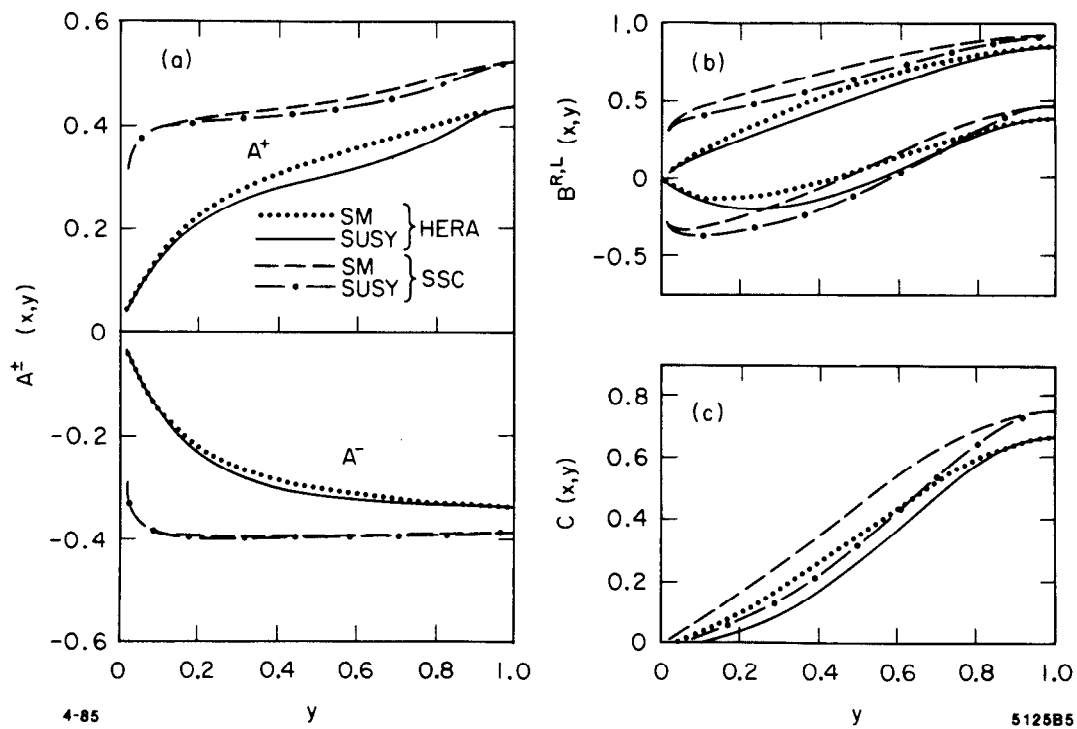 (a)
0.6
0.4
0.2
0
-0.2
-0.4
-0.6
A± (x,y)
A+
SM
SUSY
HERA
SM
SUSY
SSC
A-
0 0.2 0.4 0.6 0.8 1.0
y
(b)
1.0
0.5
0
-0.5
B^R,L (x,y)
(c)
0.8
0.6
0.4
0.2
0
C (x,y)
0 0.2 0.4 0.6 0.8 1.0
y
4-85
5125B5